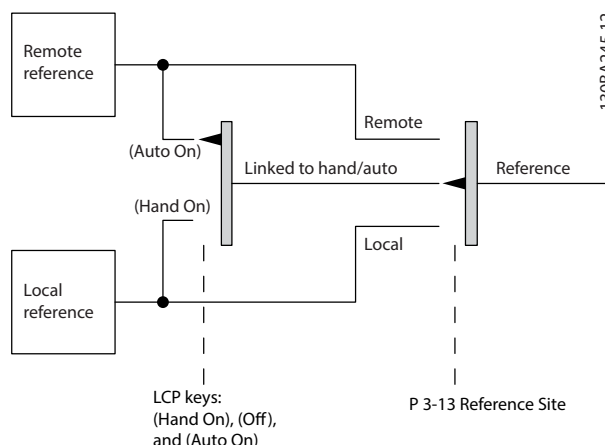 Remote
reference
Remote
(Auto On)
Linked to hand/auto
Reference
(Hand On)
Local
Local
reference
LCP keys:
(Hand On), (Off),
and (Auto On)
P 3-13 Reference Site